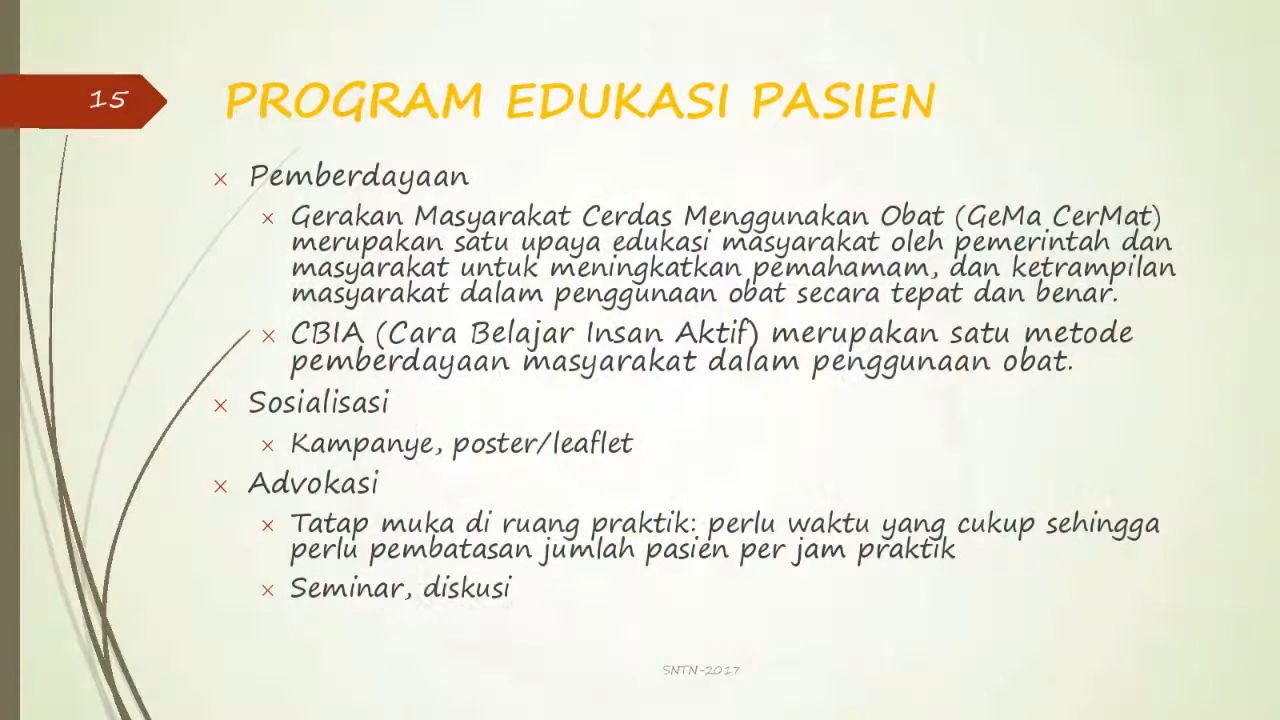 15
PROGRAM EDUKASI PASIEN
Pemberdayaan
Gerakan Masyarakat Cerdas Menggunakan Obat (GeMa CerMat)
merupakan satu upaya edukasi masyarakat oleh pemerintah dan
masyarakat untuk meningkatkan pemahamam, dan ketrampilan
masyarakat dalam penggunaan obat secara tepat dan benar.
CBIA (Cara Belajar Insan Aktif) merupakan satu metode
pemberdayaan masyarakat dalam penggunaan obat.
Sosialisasi
Kampanye, poster/leaflet
Advokasi
Tatap muka di ruang praktik: perlu waktu yang cukup sehingga
perlu pembatasan jumlah pasien per jam praktik
Seminar, diskusi
SNTN-2017